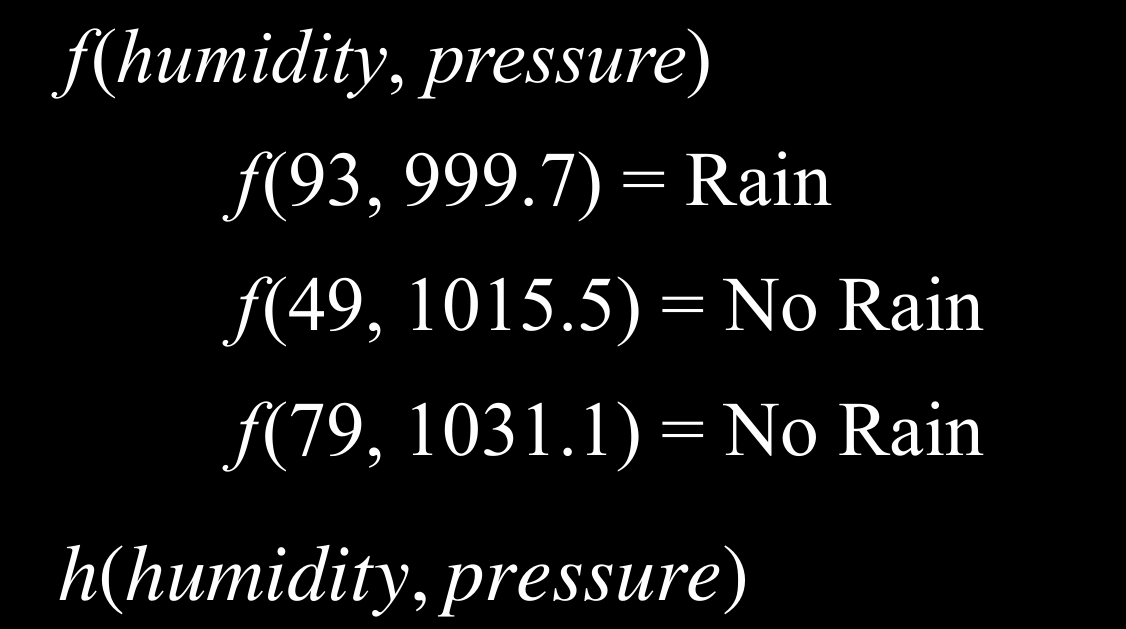 f(humidity, pressure)
f(93, 999.7) = Rain
f(49, 1015.5) = No Rain
f(79, 1031.1) = No Rain
h(humidity, pressure)